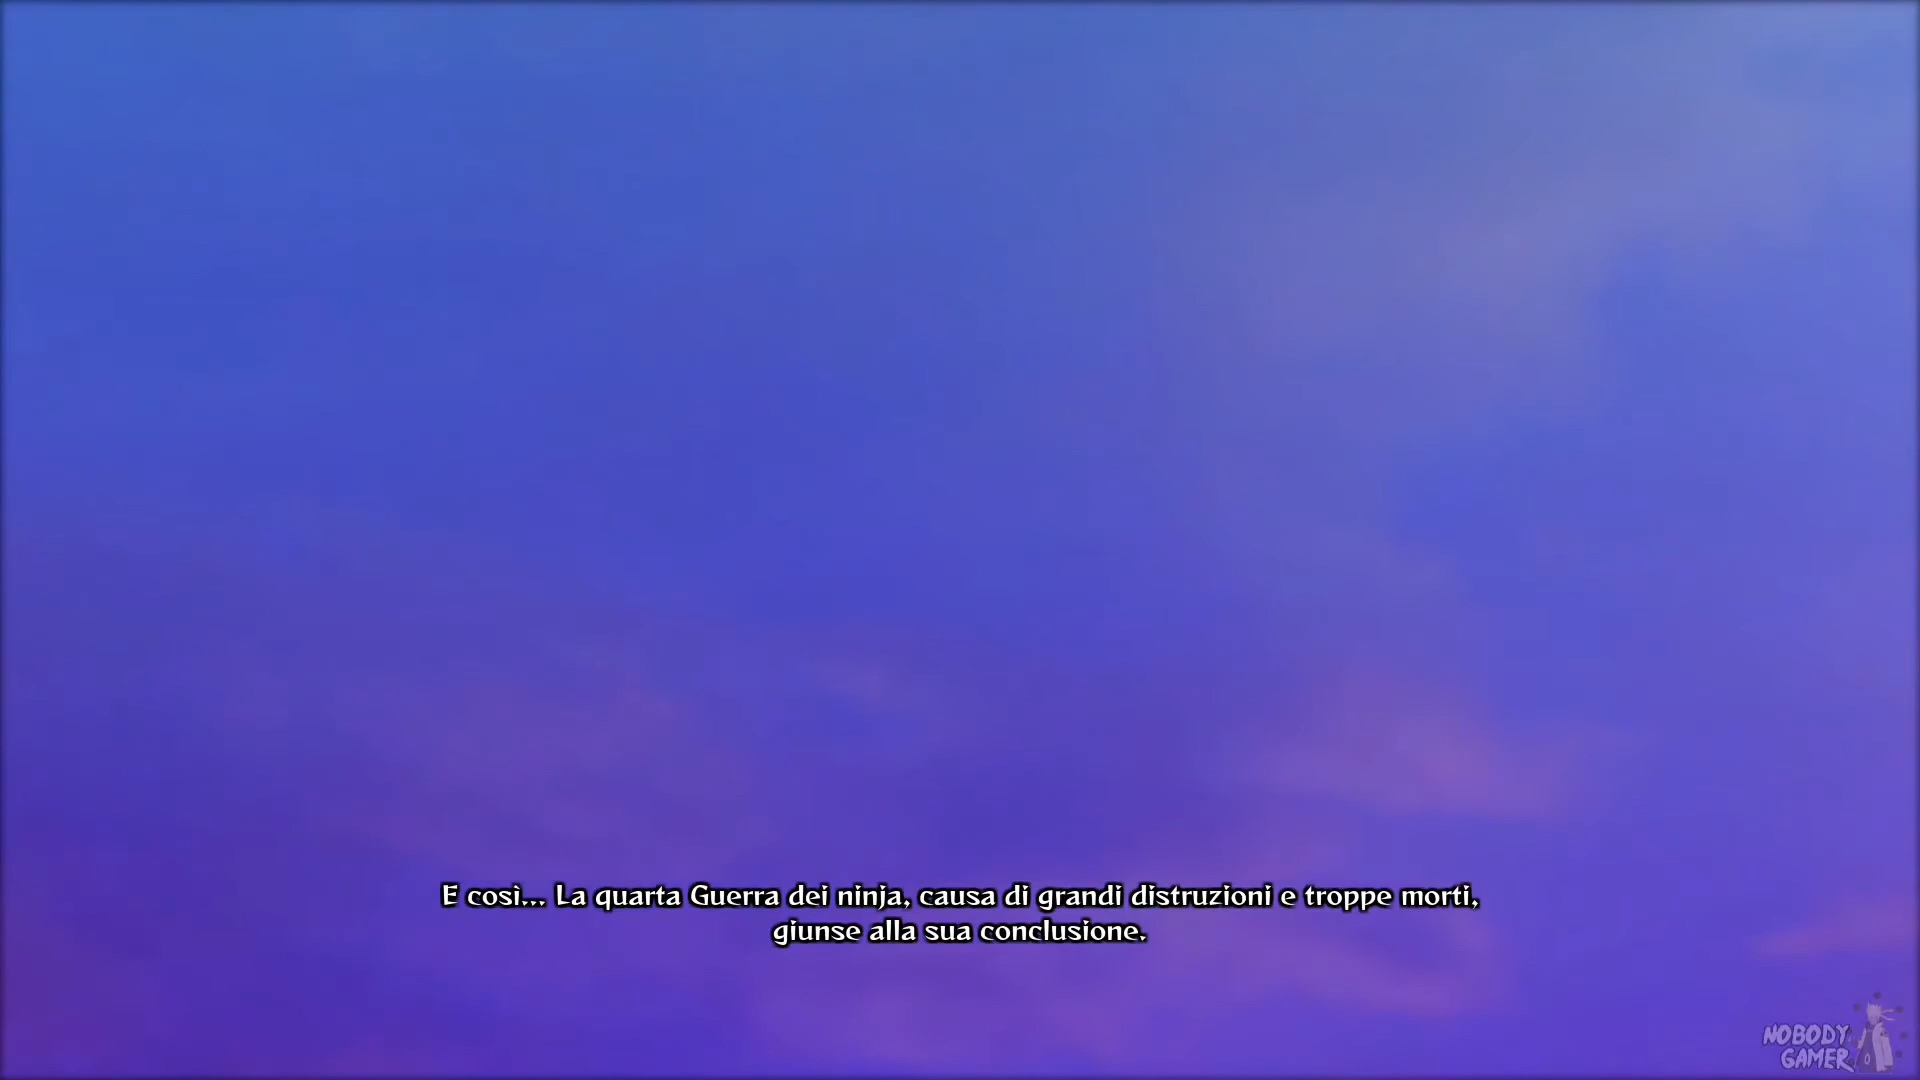 E così... La quarta Guerra dei ninja, causa di grandi distruzioni e troppe morti,
giunse alla sua conclusione.
NOBODY
GAMER